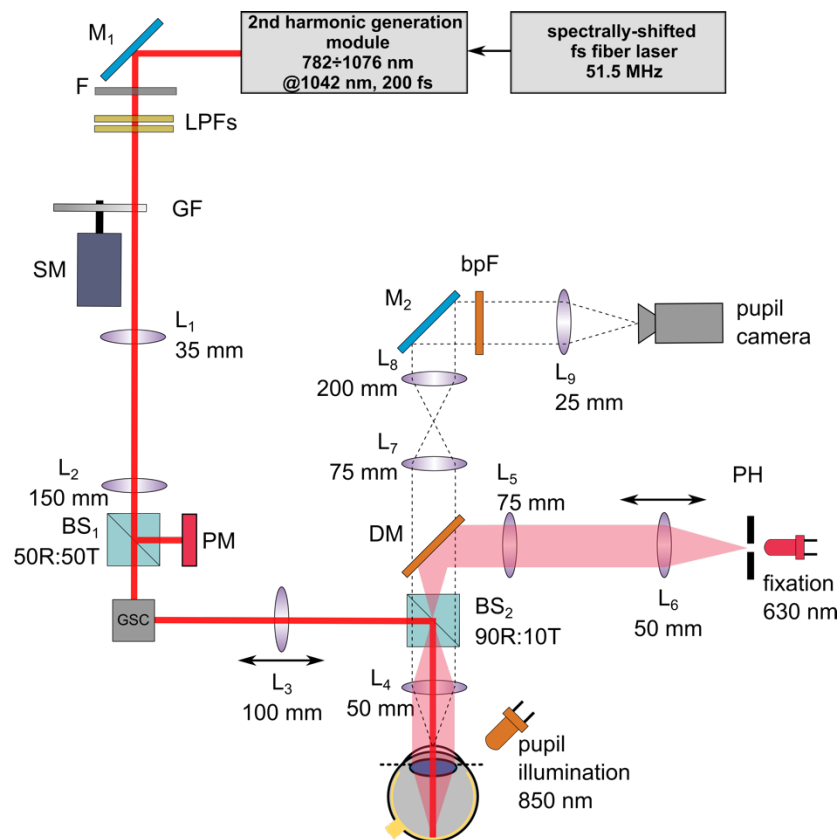 M₁
2nd harmonic generation
module
782÷1076 nm
@1042 nm, 200 fs
spectrally-shifted
fs fiber laser
51.5 MHz
F
LPFs
GF
SM
L₁
35 mm
bpF
M₂
pupil
camera
L₈
200 mm
L₉
25 mm
L₇
75 mm
L₂
150 mm
BS₁
50R:50T
PM
L₅
75 mm
PH
DM
fixation
630 nm
L₆
50 mm
GSC
BS₂
90R:10T
L₃
100 mm
L₄
50 mm
pupil
illumination
850 nm